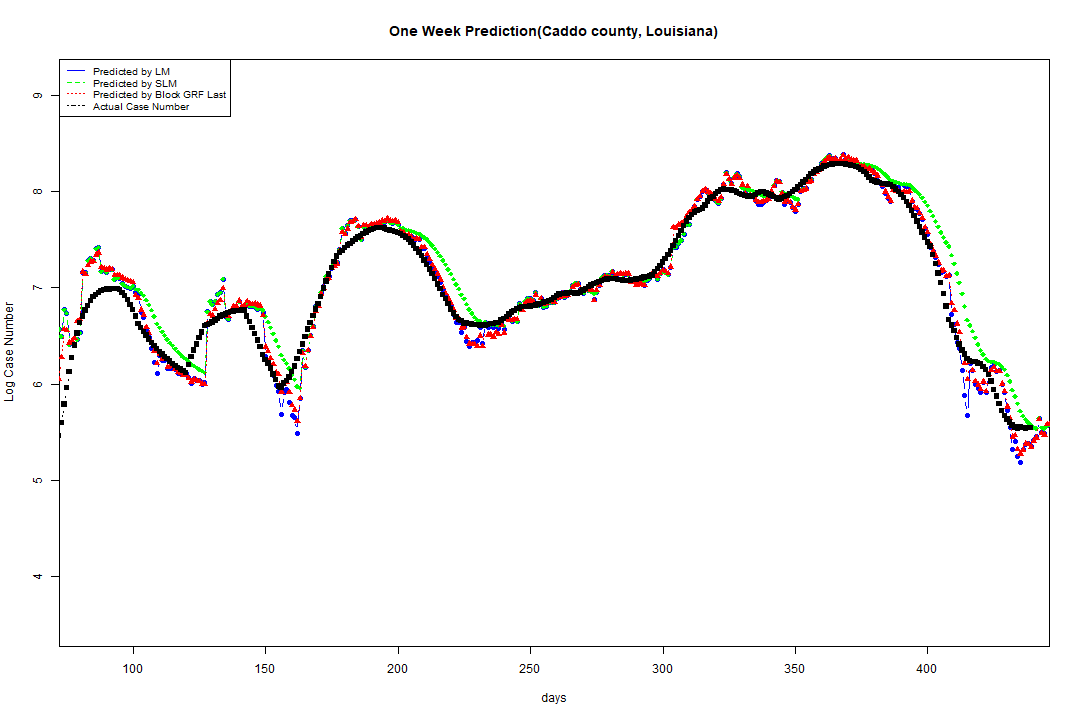 One Week Prediction(Caddo county, Louisiana)
Predicted by LM
Predicted by SLM
Predicted by Block GRF Last
Actual Case Number
9
8
7
6
5
4
Log Case Number
100 150 200 250 300 350 400
days